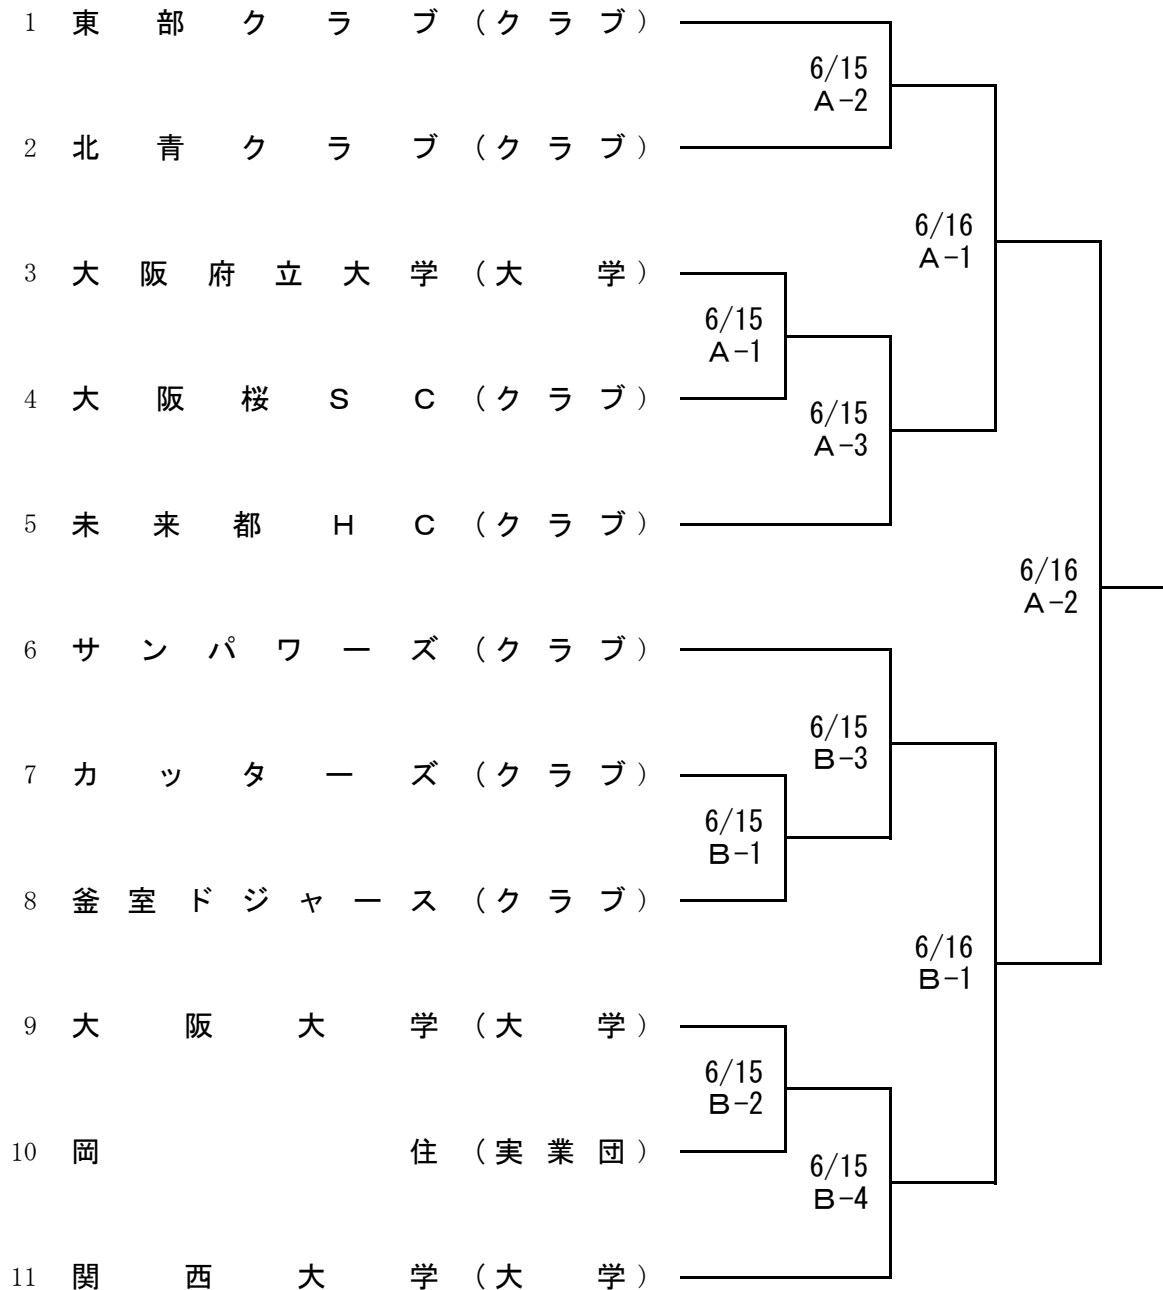 1 東部クラブ（クラブ）
6/15
A-2
2 北青クラブ（クラブ）
6/16
A-1
3 大阪府立大学（大学）
6/15
A-1
4 大阪桜SC（クラブ）
6/15
A-3
5 未来都HC（クラブ）
6/16
A-2
6 サンパワーズ（クラブ）
6/15
B-3
7 カッターズ（クラブ）
6/15
B-1
8 釜室ドジャース（クラブ）
6/16
B-1
9 大阪大学（大学）
6/15
B-2
10 岡住（実業団）
6/15
B-4
11 関西大学（大学）